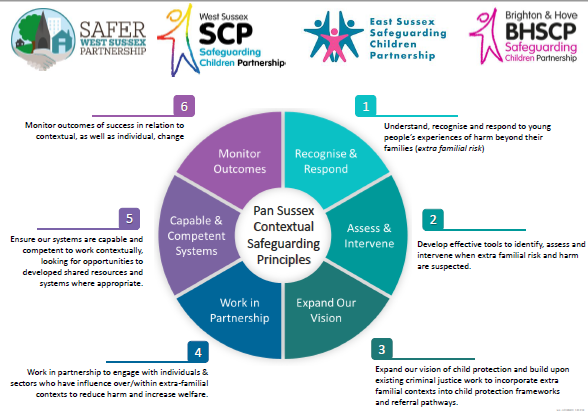 SAFER
WEST SUSSEX
PARTNERSHIP
West Sussex
SCP
Safeguarding
Children Partnership
East Sussex
Safeguarding
Children
Partnership
Brighton & Hove
BHSCP
Safeguarding
Children Partnership
6
Monitor outcomes of success in relation to
contextual, as well as individual, change
1
Understand, recognise and respond to young
people's experiences of harm beyond their
families (extra familial risk)
Monitor
Outcomes
Recognise &
Respond
5
Ensure our systems are capable and
competent to work contextually,
looking for opportunities to
developed shared resources and
systems where appropriate.
Capable &
Competent
Systems
Pan Sussex
Contextual
Safeguarding
Principles
Assess &
Intervene
2
Develop effective tools to identify, assess and
intervene when extra familial risk and harm
are suspected.
Work in
Partnership
Expand Our
Vision
4
Work in partnership to engage with individuals &
sectors who have influence over/within extra-familial
contexts to reduce harm and increase welfare.
3
Expand our vision of child protection and build upon
existing criminal justice work to incorporate extra
familial contexts into child protection frameworks
and referral pathways.